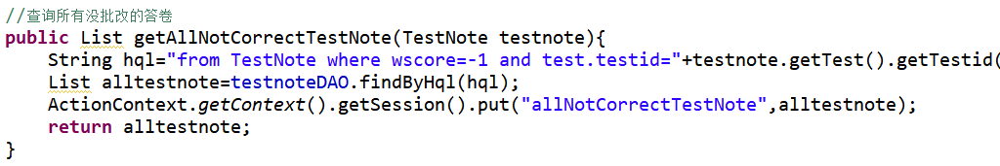 //查询所有没批改的答卷
public List getAllNotCorrectTestNote(TestNote testnote){
    String hql="from TestNote where wscore=-1 and test.testid="+testnote.getTest().getTestid(
    List alltestnote=testnoteDAO.findByHql(hql);
    ActionContext.getContext().getSession().put("allNotCorrectTestNote",alltestnote);
    return alltestnote;
}